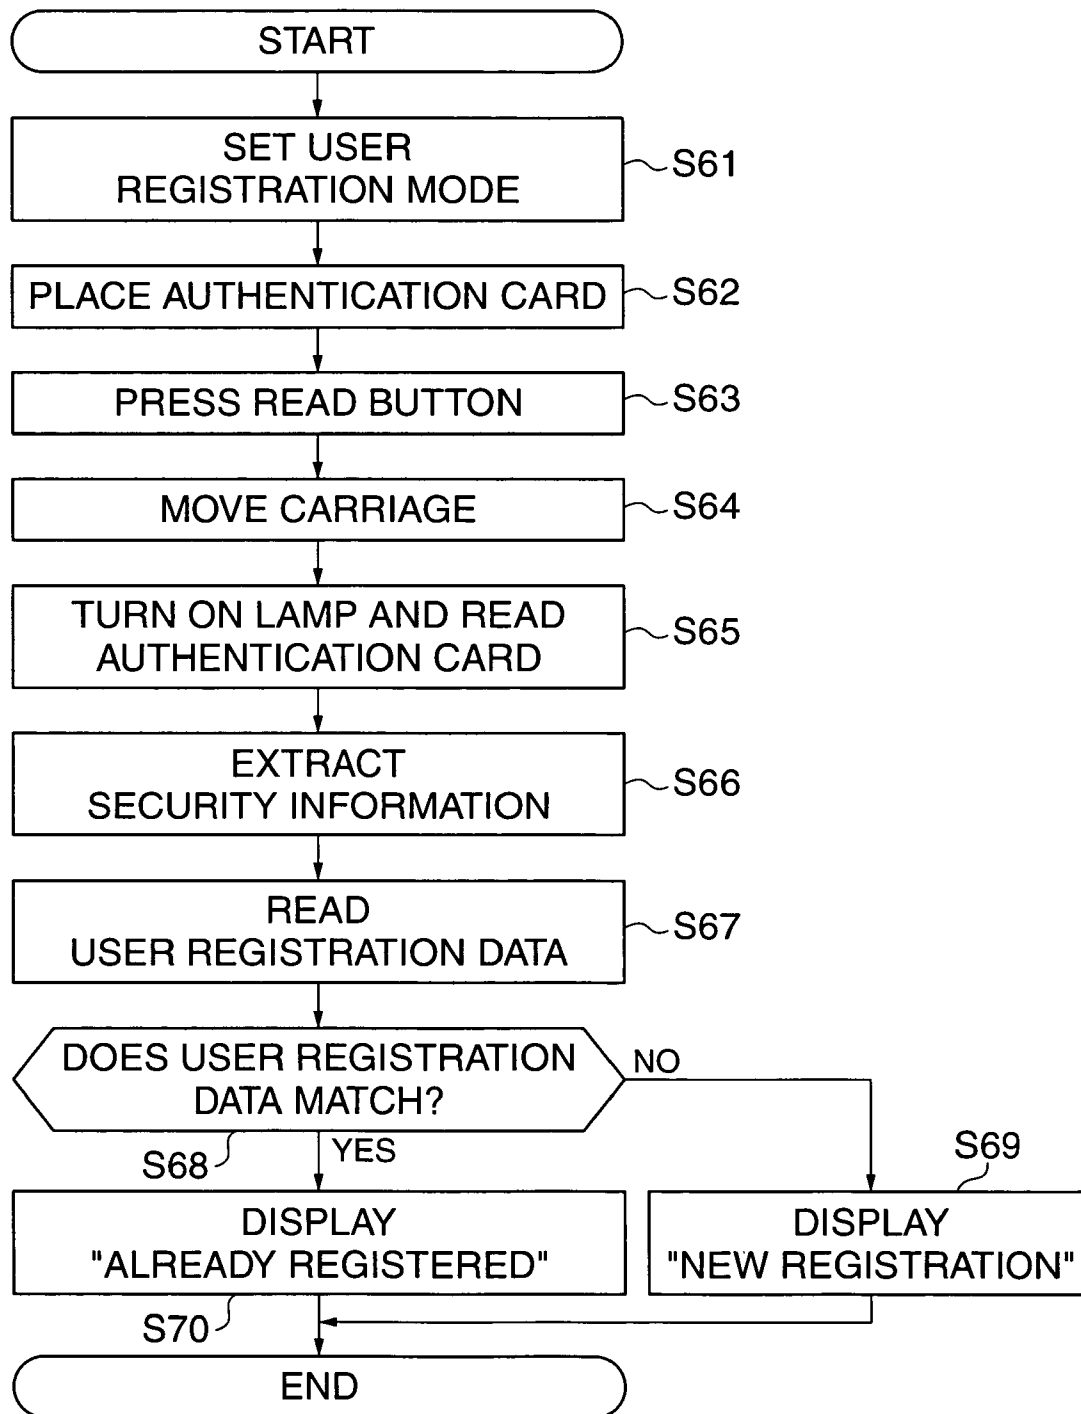 START
SET USER
REGISTRATION MODE
S61
PLACE AUTHENTICATION CARD
S62
PRESS READ BUTTON
S63
MOVE CARRIAGE
S64
TURN ON LAMP AND READ
AUTHENTICATION CARD
S65
EXTRACT
SECURITY INFORMATION
S66
READ
USER REGISTRATION DATA
S67
DOES USER REGISTRATION
DATA MATCH?
NO
S68
YES
S69
DISPLAY
"ALREADY REGISTERED"
DISPLAY
"NEW REGISTRATION"
S70
END